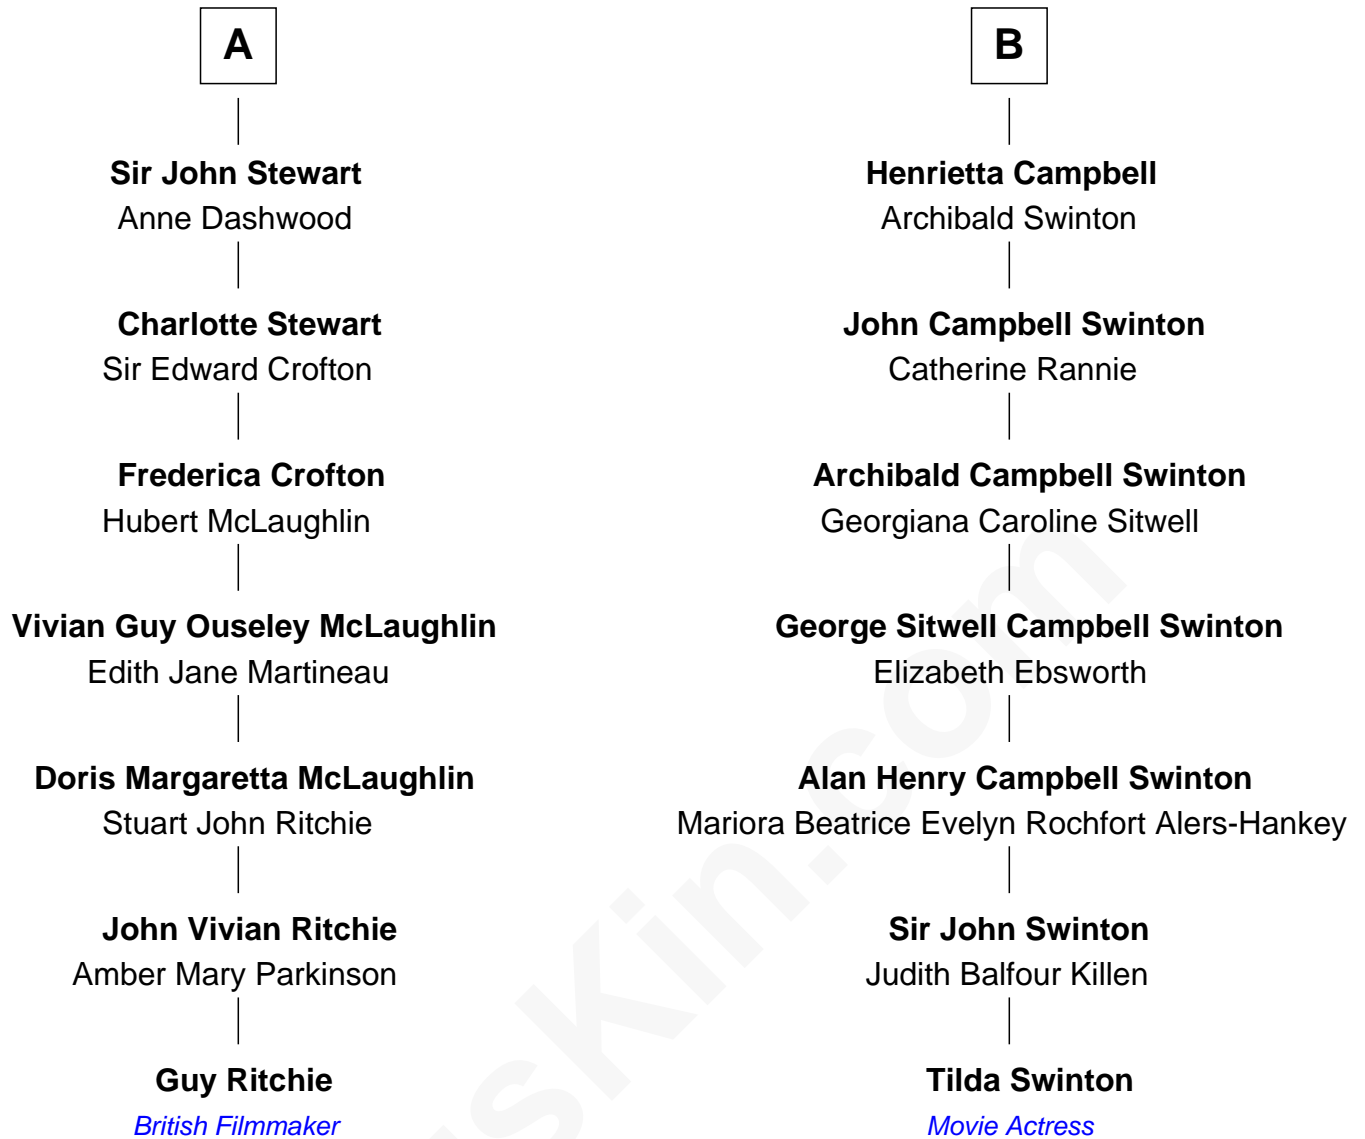 A
Sir John Stewart
Anne Dashwood
Charlotte Stewart
Sir Edward Crofton
Frederica Crofton
Hubert McLaughlin
Vivian Guy Ouseley McLaughlin
Edith Jane Martineau
Doris Margaretta McLaughlin
Stuart John Ritchie
John Vivian Ritchie
Amber Mary Parkinson
Guy Ritchie
British Filmmaker
B
Henrietta Campbell
Archibald Swinton
John Campbell Swinton
Catherine Rannie
Archibald Campbell Swinton
Georgiana Caroline Sitwell
George Sitwell Campbell Swinton
Elizabeth Ebsworth
Alan Henry Campbell Swinton
Mariora Beatrice Evelyn Rochfort Alers-Hankey
Sir John Swinton
Judith Balfour Killen
Tilda Swinton
Movie Actress
sKin.com